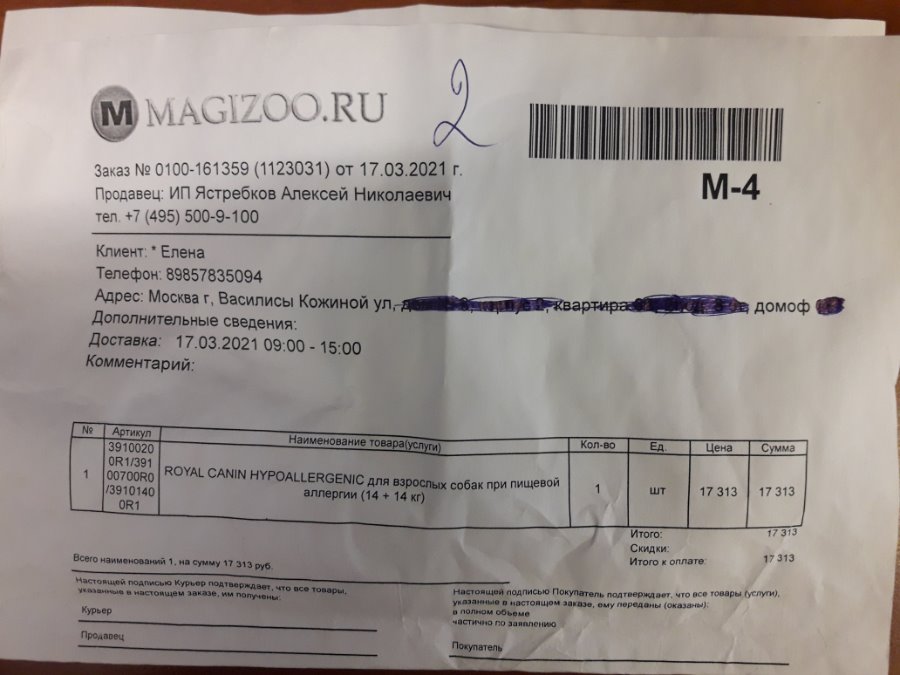 M MAGIZOO.RU
2
M-4
Заказ № 0100-161359 (1123031) от 17.03.2021 г.
Продавец: ИП Ястребков Алексей Николаевич
тел. +7 (495) 500-9-100
Клиент: * Елена
Телефон: 89857835094
Адрес: Москва г, Василисы Кожиной ул, квартира домоф
Дополнительные сведения:
Доставка: 17.03.2021 09:00 - 15:00
Комментарий:
№ Артикул Наименование товара(услуги) Кол-во Ед. Цена Сумма
3910020
0R1/391
00700R0
/3910140
0R1
1 ROYAL CANIN HYPOALLERGENIC для взрослых собак при пищевой
аллергии (14 + 14 кг)
1 шт 17 313 17 313
Итого: 17 313
Скидки:
Итого к оплате: 17 313
Всего наименований 1, на сумму 17 313 руб.
Настоящей подписью Курьер подтверждает, что все товары,
указанные в настоящем заказе, им получены:
Курьер
Продавец
Настоящей подписью Покупатель подтверждает, что все товары (услуги),
указанные в настоящем заказе, ему переданы (оказаны):
в полном объеме
частично по заявлению
Покупатель